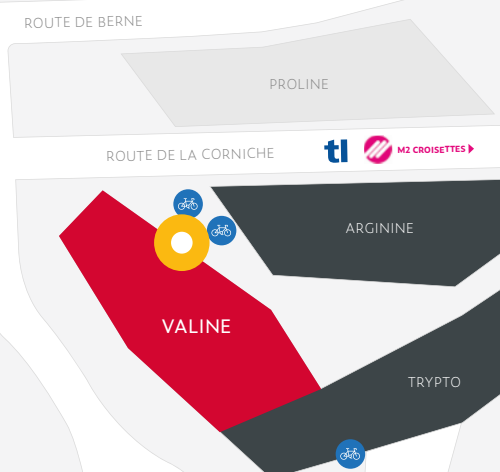 ROUTE DE BERNE
PROLINE
ROUTE DE LA CORNICHE
tl
M2 CROISETTES
ARGININE
VALINE
TRYPTO